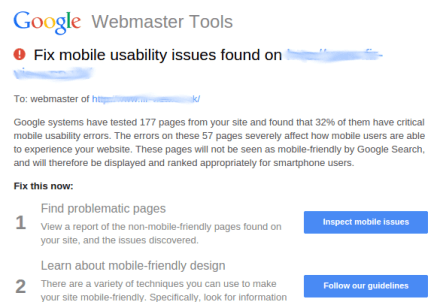 Google Webmaster Tools
Fix mobile usability issues found on
To: webmaster of
Google systems have tested 177 pages from your site and found that 32% of them have critical
mobile usability errors. The errors on these 57 pages severely affect how mobile users are able
to experience your website. These pages will not be seen as mobile-friendly by Google Search,
and will therefore be displayed and ranked appropriately for smartphone users.
Fix this now:
1
Find problematic pages
View a report of the non-mobile-friendly pages found on
your site, and the issues discovered.
Inspect mobile issues
2
Learn about mobile-friendly design
There are a variety of techniques you can use to make
your site mobile-friendly. Specifically, look for information
Follow our guidelines